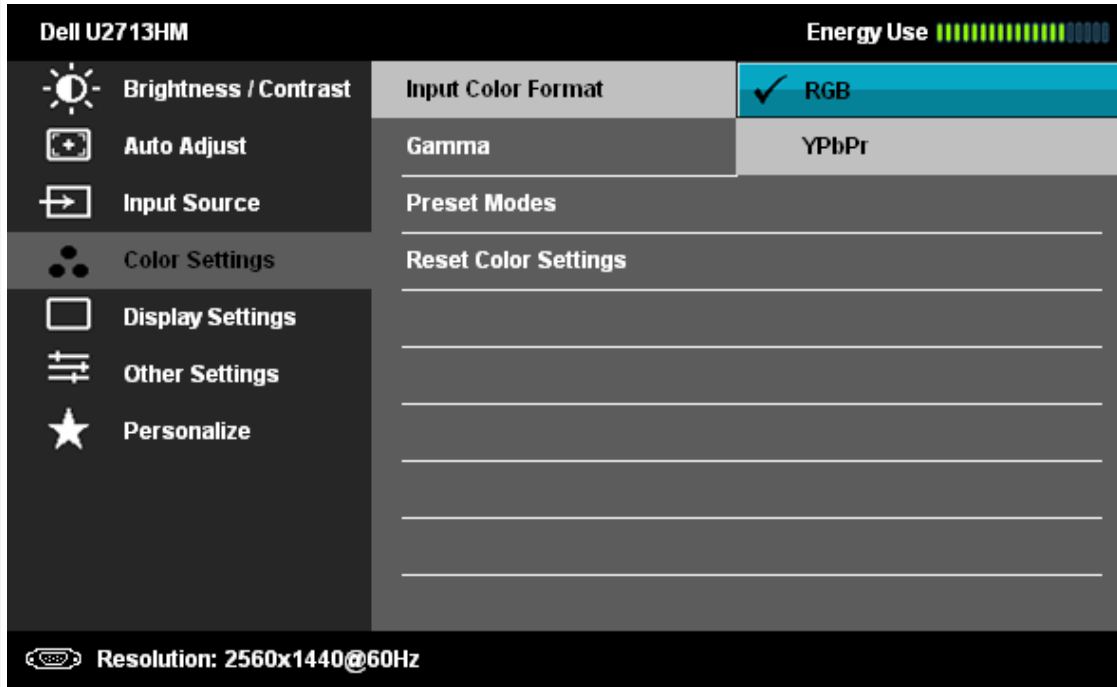 Dell U2713HM Energy Use
Brightness / Contrast Input Color Format RGB
Auto Adjust Gamma YPbPr
Input Source Preset Modes
Color Settings Reset Color Settings
Display Settings
Other Settings
Personalize
Resolution: 2560x1440@60Hz